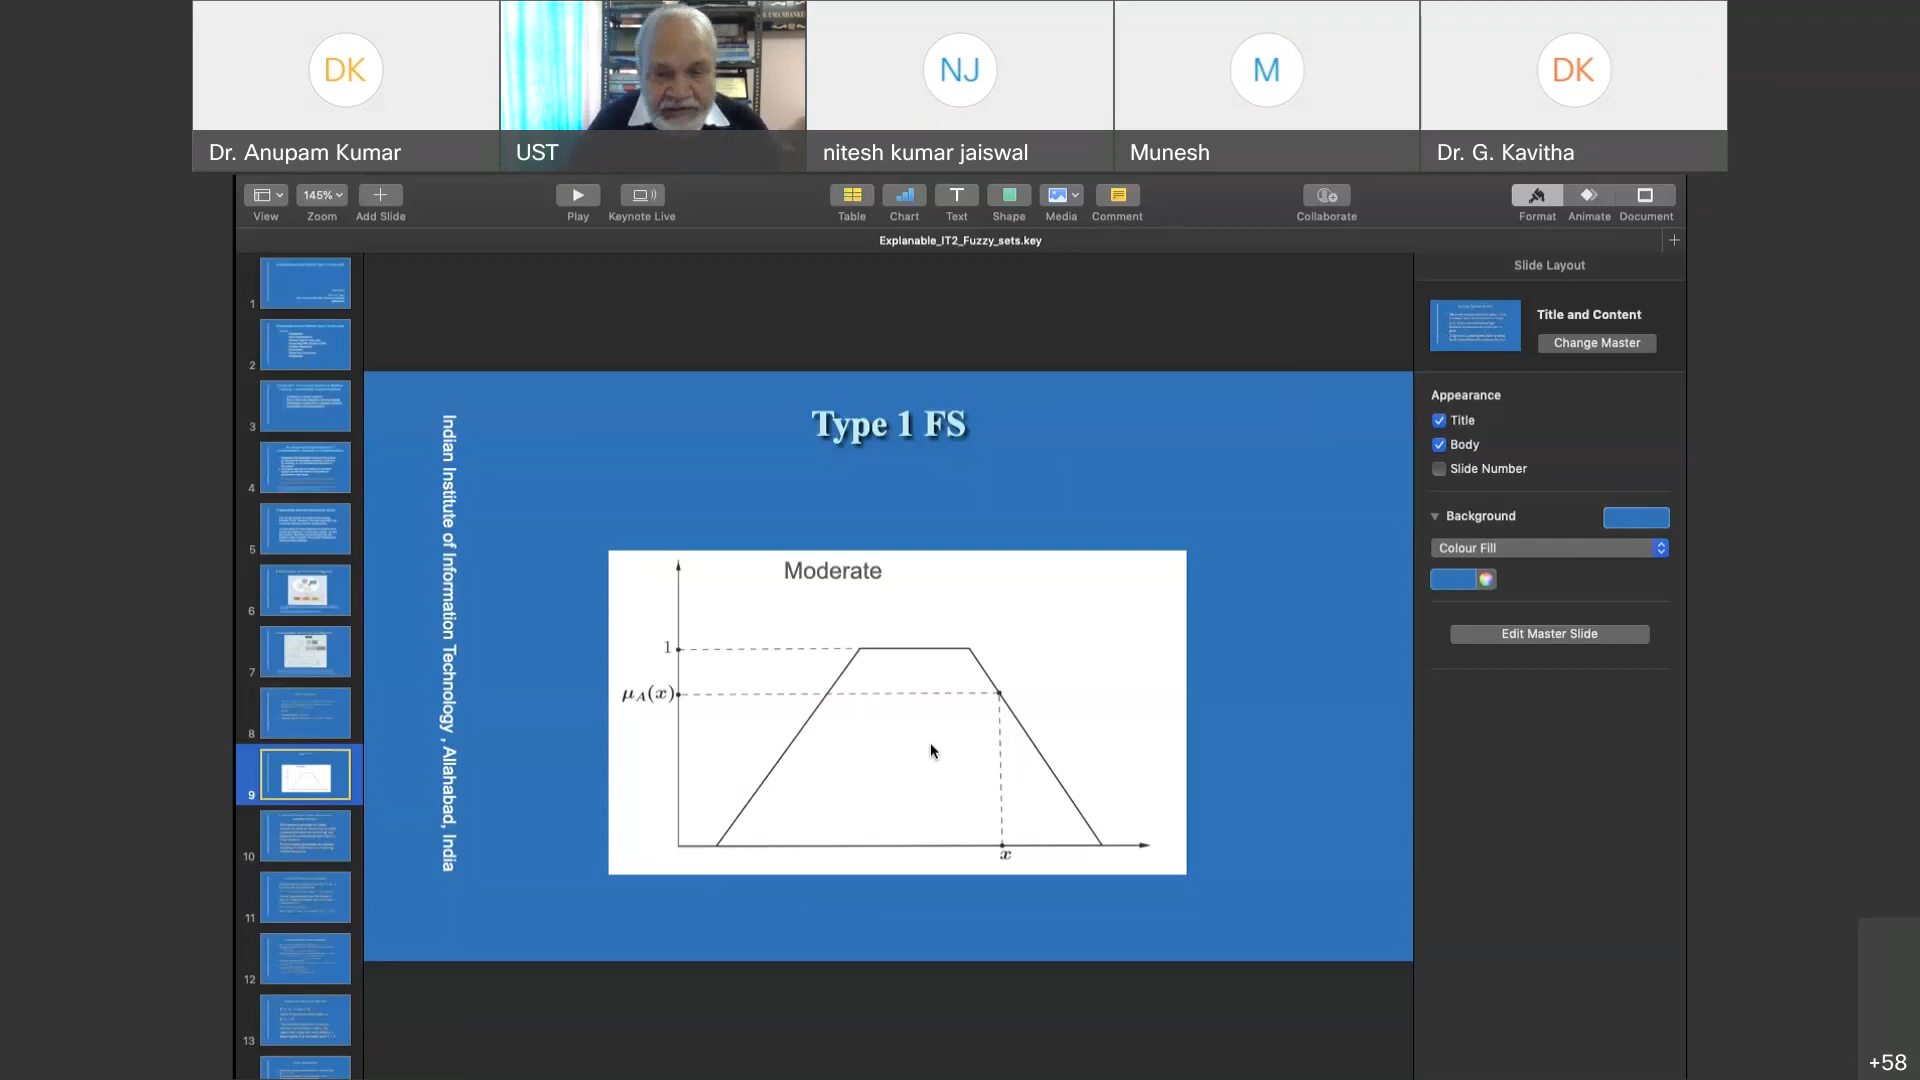 DK
NJ
M
DK
Dr. Anupam Kumar
UST
nitesh kumar jaiswal
Munesh
Dr. G. Kavitha
145%
View
Zoom
Add Slide
Play
Keynote Live
Table
Chart
Text
Shape
Media
Comment
Collaborate
Format
Animate
Document
Explanable_IT2_Fuzzy_sets.key
1
2
3
4
5
6
7
8
9
10
11
12
13
Indian Institute of Information Technology , Allahabad, India
Type 1 FS
Moderate
1
μA(x)
x
Slide Layout
Title and Content
Change Master
Appearance
Title
Body
Slide Number
Background
Colour Fill
Edit Master Slide
+58